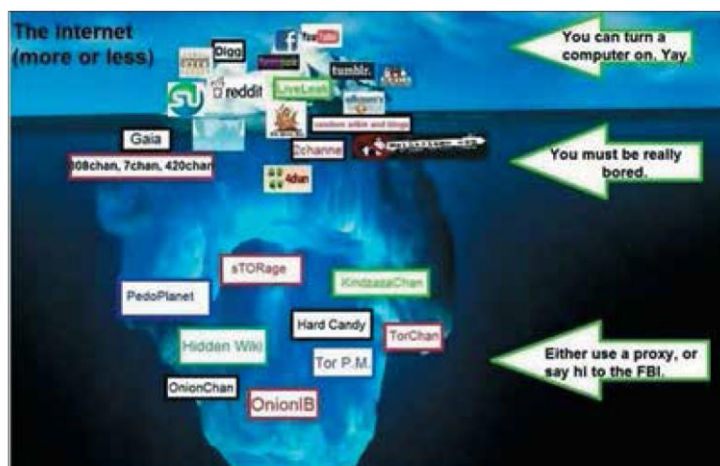 The Internet
(more or less)
You can turn a
computer on. Yay
Digg
YouTube
tumblr.
reddit
LiveLeak
random wikis and blogs
Gaia
2channe
You must be really
bored.
808chan, 7chan, 420chan
4chan
sTORage
KindzazaChan
PedoPlanet
Hard Candy
TorChan
Hidden Wiki
Tor P.M.
Either use a proxy, or
say hi to the FBI.
OnionChan
OnionIB